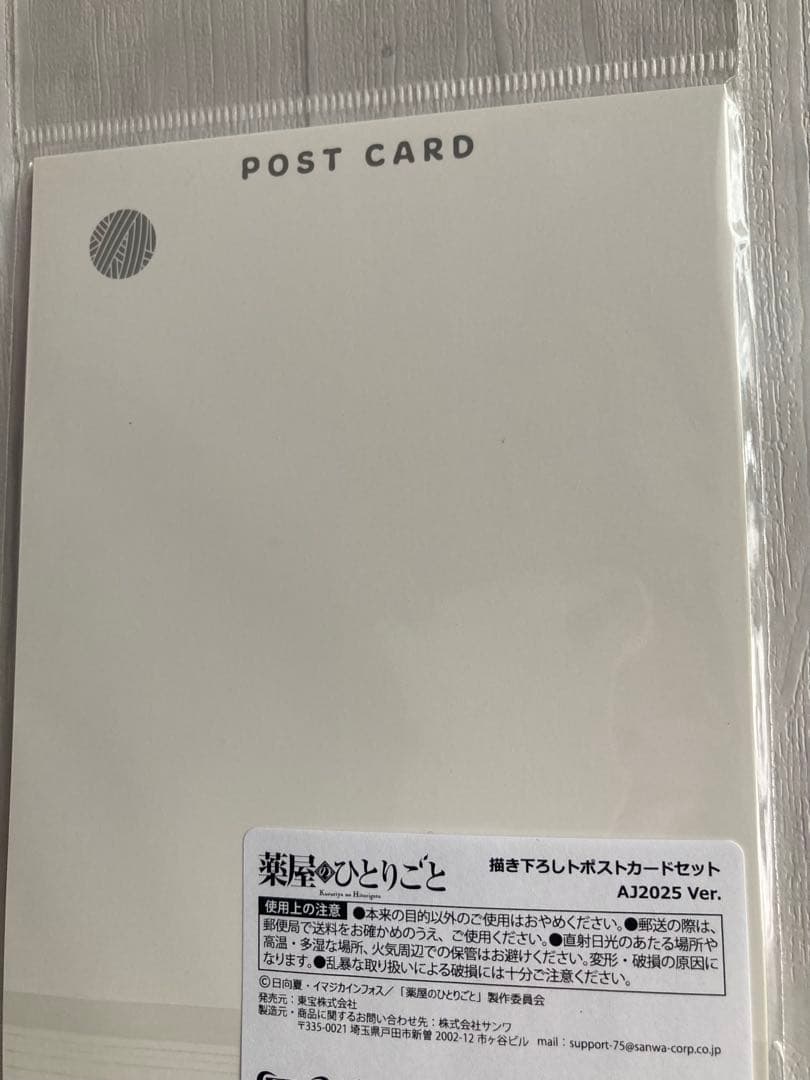 POST CARD
薬屋のひとりごと
Kusuriya no Hitorigoto
描き下ろしトポストカードセット
AJ2025 Ver.
使用上の注意 ●本来の目的以外のご使用はおやめください。●郵送の際は、
郵便局で送料をお確かめのうえ、ご使用ください。●直射日光のあたる場所や
高温・多湿な場所、火気周辺での保管はお避けください。変形・破損の原因に
なります。●乱暴な取り扱いによる破損には十分ご注意ください。
©日向夏・イマジカインフォス/「薬屋のひとりごと」製作委員会
発売元:東宝株式会社
製造元・商品に関するお問い合わせ先:株式会社サンワ
〒335-0021 埼玉県戸田市新曽 2002-12 市ヶ谷ビル mail:support-75@sanwa-corp.co.jp